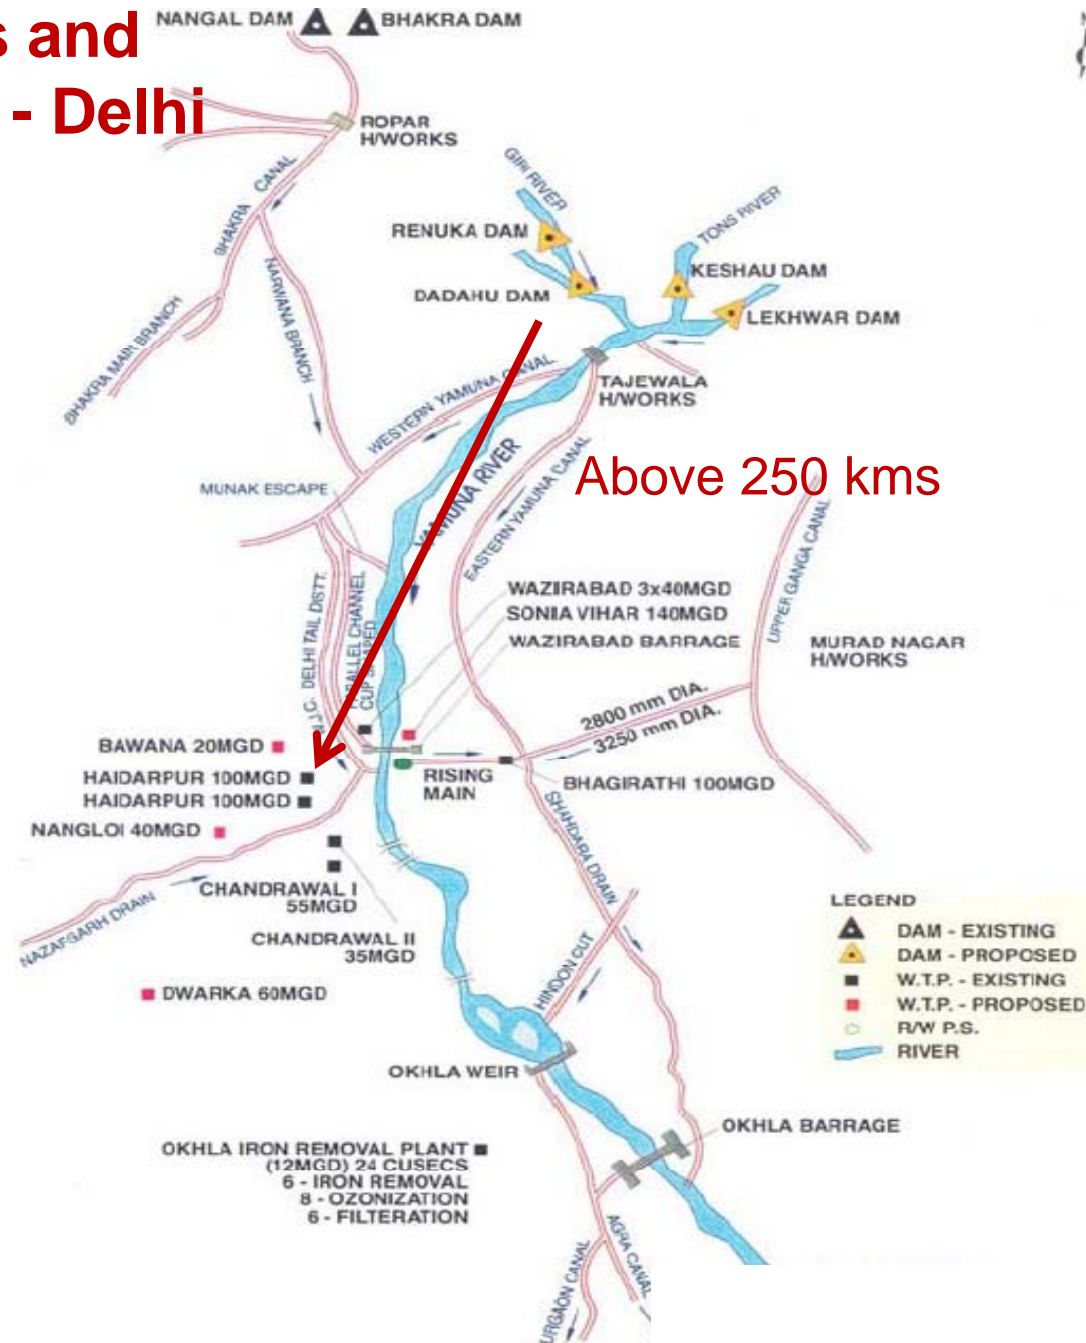 s and
- Delhi
NANGAL DAM
BHAKRA DAM
ROPAR
H/WORKS
BHAKRA CANAL
BHAKRA MAIN BRANCH
NARWANA BRANCH
GIRI RIVER
TONS RIVER
RENUKA DAM
DADAHU DAM
KESHAU DAM
LEKHWAR DAM
TAJEWALA
H/WORKS
WESTERN YAMUNA CANAL
YAMUNA RIVER
EASTERN YAMUNA CANAL
Above 250 kms
MUNAK ESCAPE
UPPER GANGA CANAL
DELHI TAIL DISTT.
PARALLEL CHANNEL
WAZIRABAD 3x40MGD
SONIA VIHAR 140MGD
WAZIRABAD BARRAGE
MURAD NAGAR
H/WORKS
2800 mm DIA.
3250 mm DIA.
BAWANA 20MGD
HAIDARPUR 100MGD
HAIDARPUR 100MGD
NANGLOI 40MGD
RISING
MAIN
BHAGIRATHI 100MGD
SHAHDARA DRAIN
NAZAFGARH DRAIN
CHANDRAWAL I
55MGD
CHANDRAWAL II
35MGD
DWARKA 60MGD
HINDON CUT
LEGEND
DAM - EXISTING
DAM - PROPOSED
W.T.P. - EXISTING
W.T.P. - PROPOSED
R/W P.S.
RIVER
OKHLA WEIR
OKHLA BARRAGE
OKHLA IRON REMOVAL PLANT
(12MGD) 24 CUSECS
6 - IRON REMOVAL
8 - OZONIZATION
6 - FILTERATION
AGRA CANAL
URGAON CANAL